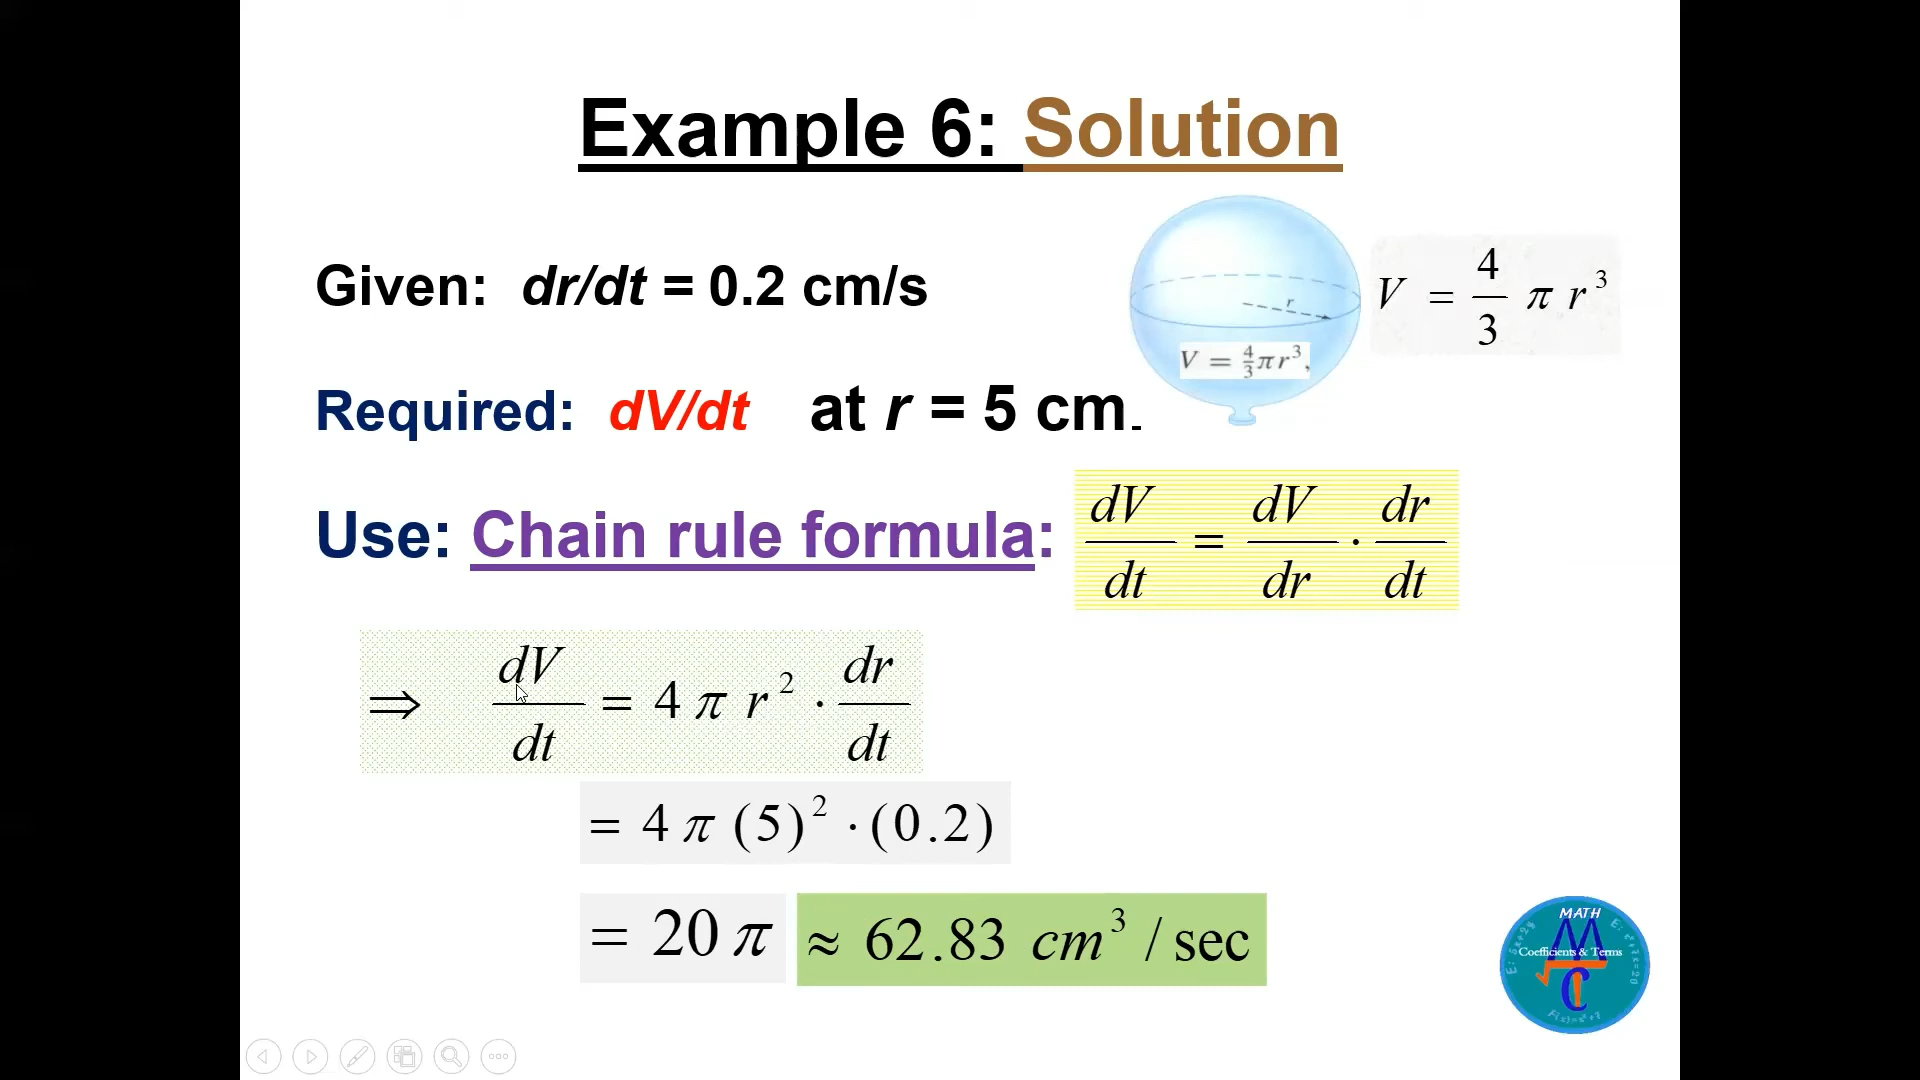 Example 6: Solution
Given: dr/dt = 0.2 cm/s
r
V = 4/3 π r³
V = 4/3 πr³,
Required: dV/dt at r = 5 cm.
Use: Chain rule formula: dV/dt = dV/dr · dr/dt
⇒ dV/dt = 4 π r² · dr/dt
= 4 π (5)² · (0.2)
= 20 π ≈ 62.83 cm³ / sec
MATH
M
Coefficients & Terms
C